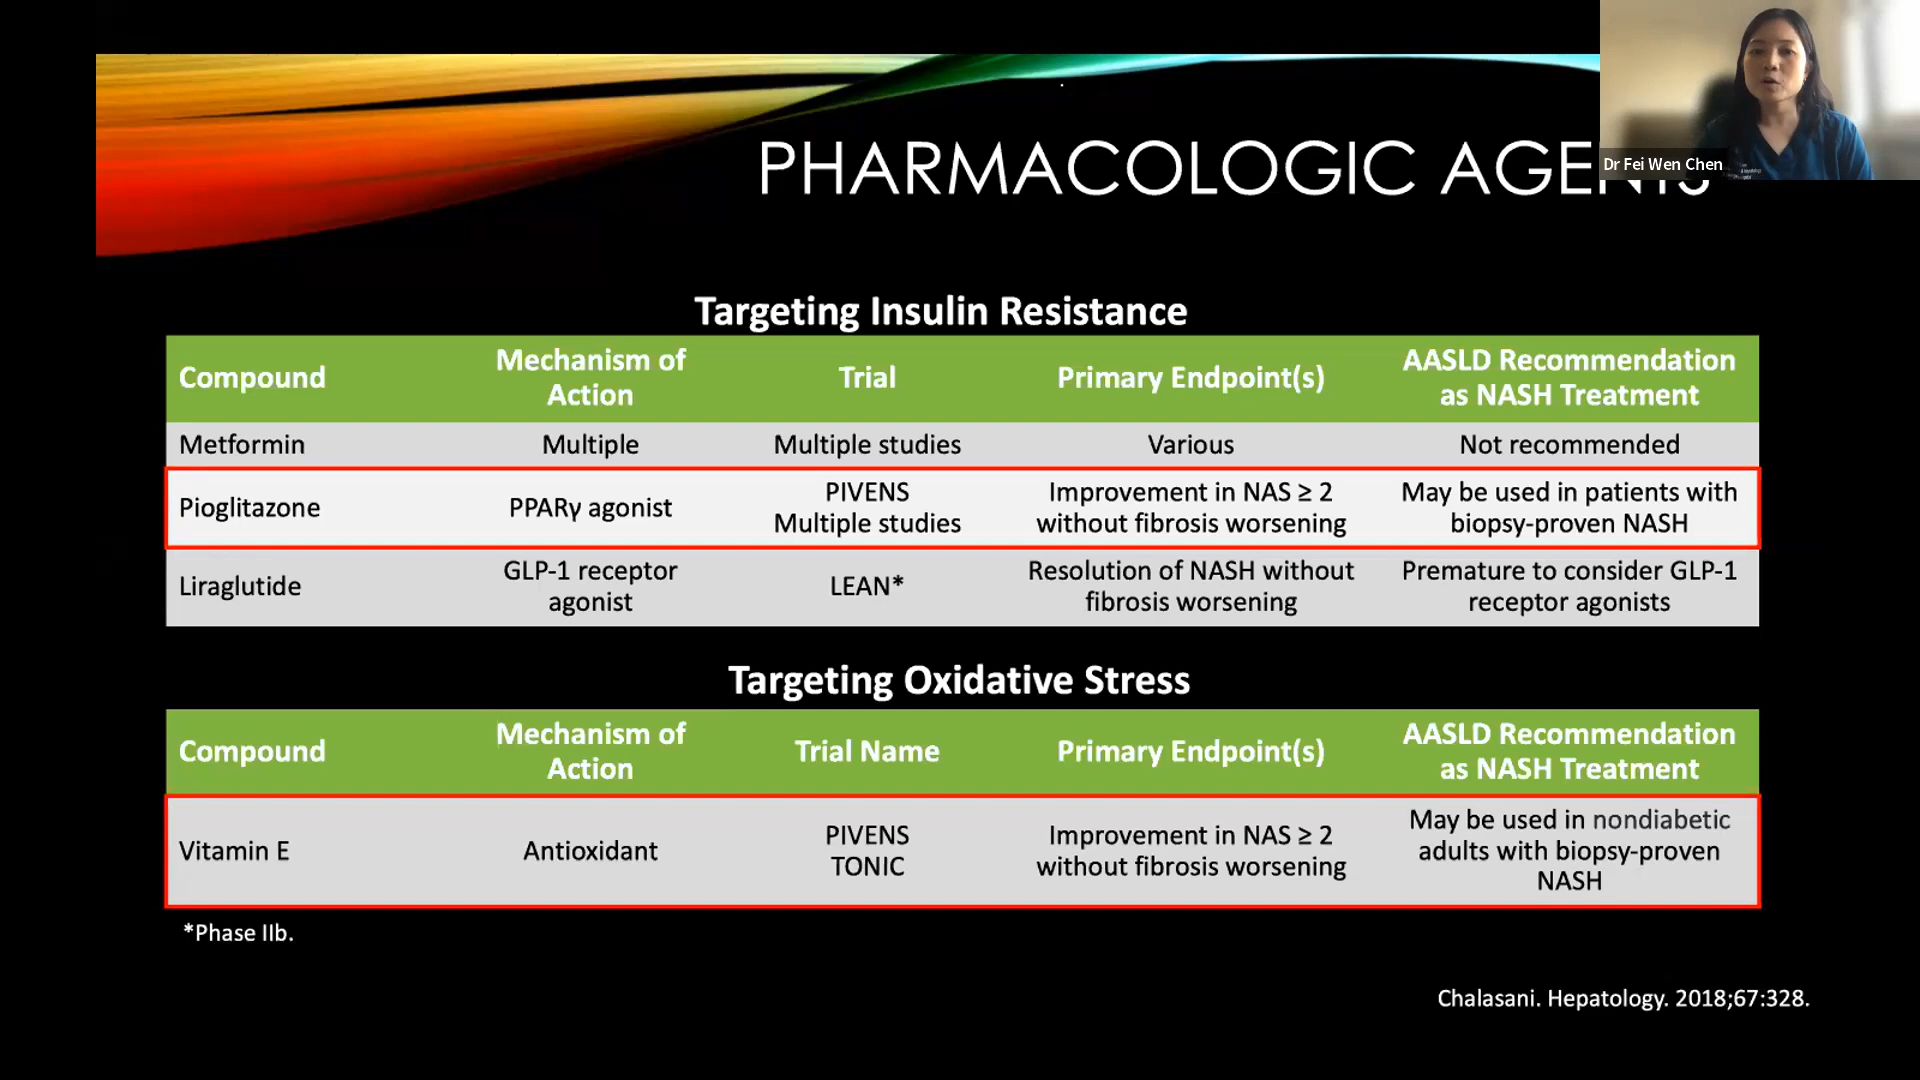 PHARMACOLOGIC AGENTS
Dr Fei Wen Chen
Targeting Insulin Resistance
Compound
Mechanism of
Action
Trial
Primary Endpoint(s)
AASLD Recommendation
as NASH Treatment
Metformin
Multiple
Multiple studies
Various
Not recommended
Pioglitazone
PPARγ agonist
PIVENS
Multiple studies
Improvement in NAS ≥ 2
without fibrosis worsening
May be used in patients with
biopsy-proven NASH
Liraglutide
GLP-1 receptor
agonist
LEAN*
Resolution of NASH without
fibrosis worsening
Premature to consider GLP-1
receptor agonists
Targeting Oxidative Stress
Compound
Mechanism of
Action
Trial Name
Primary Endpoint(s)
AASLD Recommendation
as NASH Treatment
Vitamin E
Antioxidant
PIVENS
TONIC
Improvement in NAS ≥ 2
without fibrosis worsening
May be used in nondiabetic
adults with biopsy-proven
NASH
*Phase IIb.
Chalasani. Hepatology. 2018;67:328.